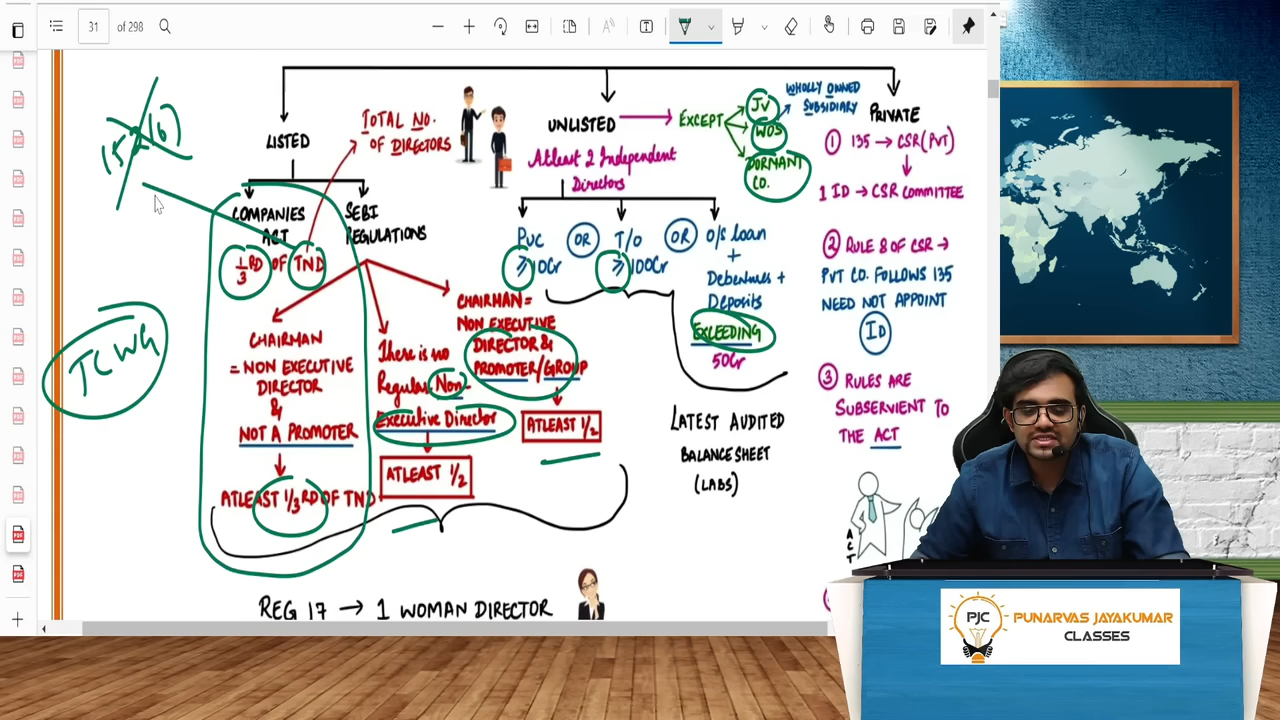 31 of 298
152(6)
LISTED
TOTAL NO.
OF DIRECTORS
UNLISTED
EXCEPT
JV
WOS
DORMANT
CO.
WHOLLY OWNED
SUBSIDIARY
PRIVATE
Atleast 2 Independent
Directors
① 135 → CSR (PVT)
1 ID → CSR COMMITTEE
COMPANIES
ACT
SEBI
REGULATIONS
1/3 RD OF TND
PUC
≥10Cr
OR
T/O
≥100Cr
OR
O/S loan
+
Debentures +
Deposits
EXCEEDING
50Cr
② RULE 8 OF CSR →
PVT CO. FOLLOWS 135
NEED NOT APPOINT
ID
TCWG
CHAIRMAN
= NON EXECUTIVE
DIRECTOR
&
NOT A PROMOTER
ATLEAST 1/3RD OF TND
There is no
Regular Non-
Executive Director
ATLEAST 1/2
CHAIRMAN =
NON EXECUTIVE
DIRECTOR &
PROMOTER/GROUP
ATLEAST 1/2
LATEST AUDITED
BALANCE SHEET
(LABS)
③ RULES ARE
SUBSERVIENT TO
THE ACT
ACT
REG 17 → 1 WOMAN DIRECTOR
PJC
PUNARVAS JAYAKUMAR
CLASSES